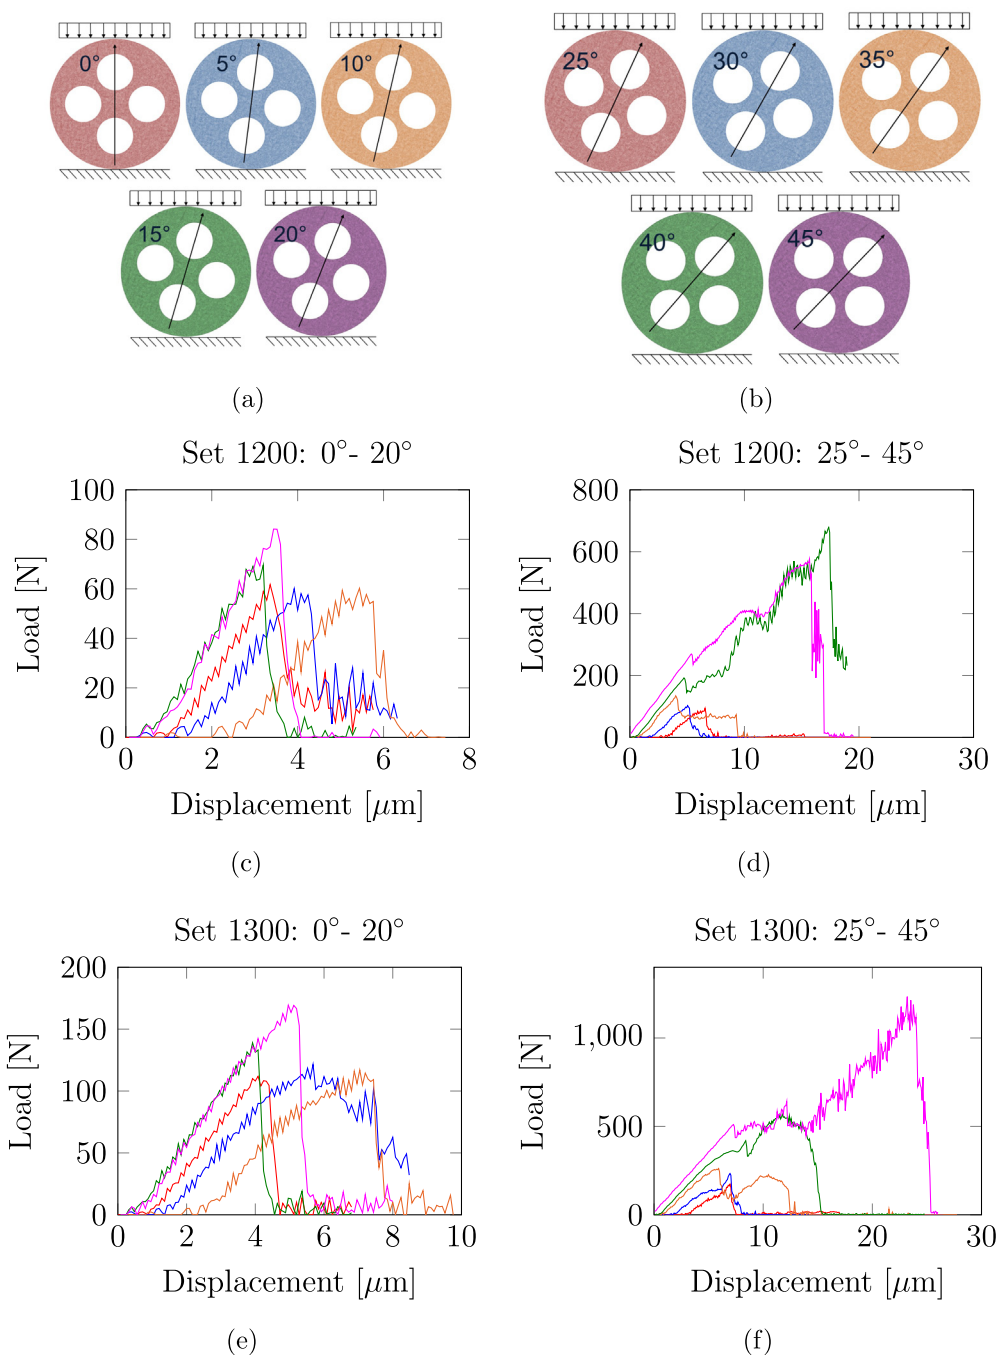 0° 5° 10°
15° 20°
(a)
25° 30° 35°
40° 45°
(b)
Set 1200: 0°- 20°
Load [N]
100
80
60
40
20
0
0 2 4 6 8
Displacement [μm]
(c)
Set 1200: 25°- 45°
Load [N]
800
600
400
200
0
0 10 20 30
Displacement [μm]
(d)
Set 1300: 0°- 20°
Load [N]
200
150
100
50
0
0 2 4 6 8 10
Displacement [μm]
(e)
Set 1300: 25°- 45°
Load [N]
1,000
500
0
0 10 20 30
Displacement [μm]
(f)